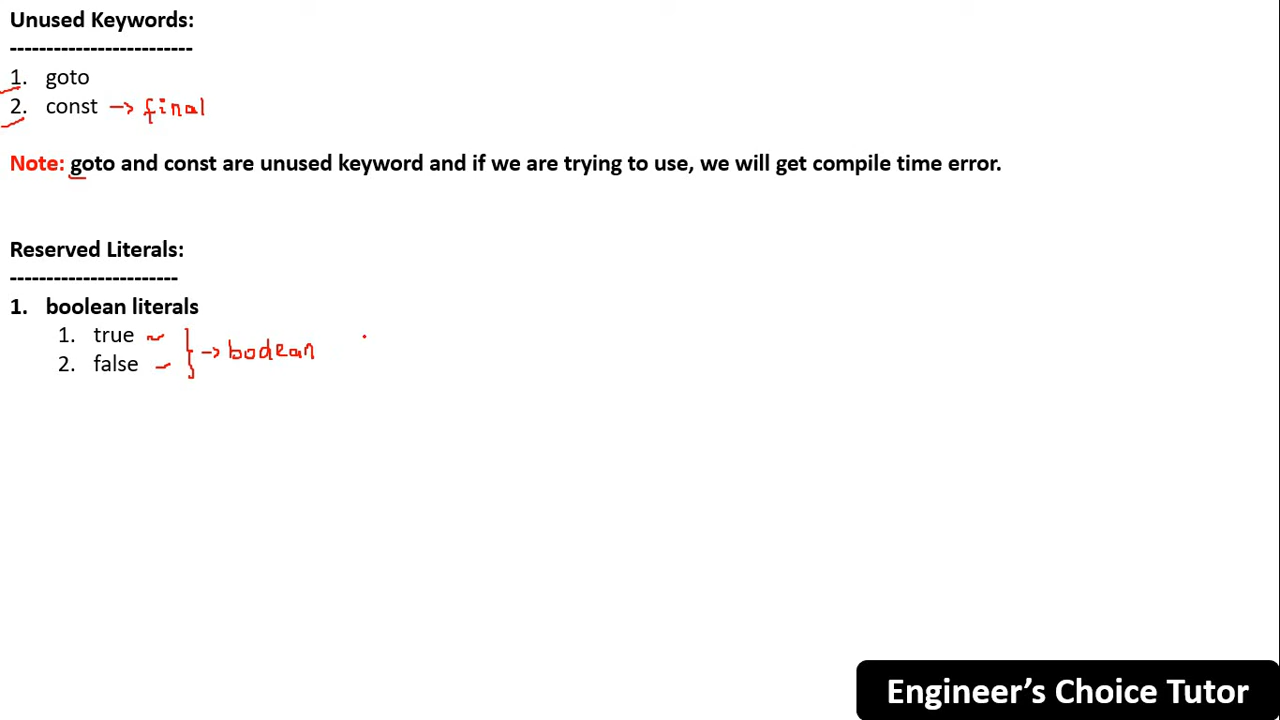 Unused Keywords:
-------------------------
1. goto
2. const -> final
Note: goto and const are unused keyword and if we are trying to use, we will get compile time error.
Reserved Literals:
-----------------------
1. boolean literals
1. true
} -> boolean
2. false
Engineer’s Choice Tutor